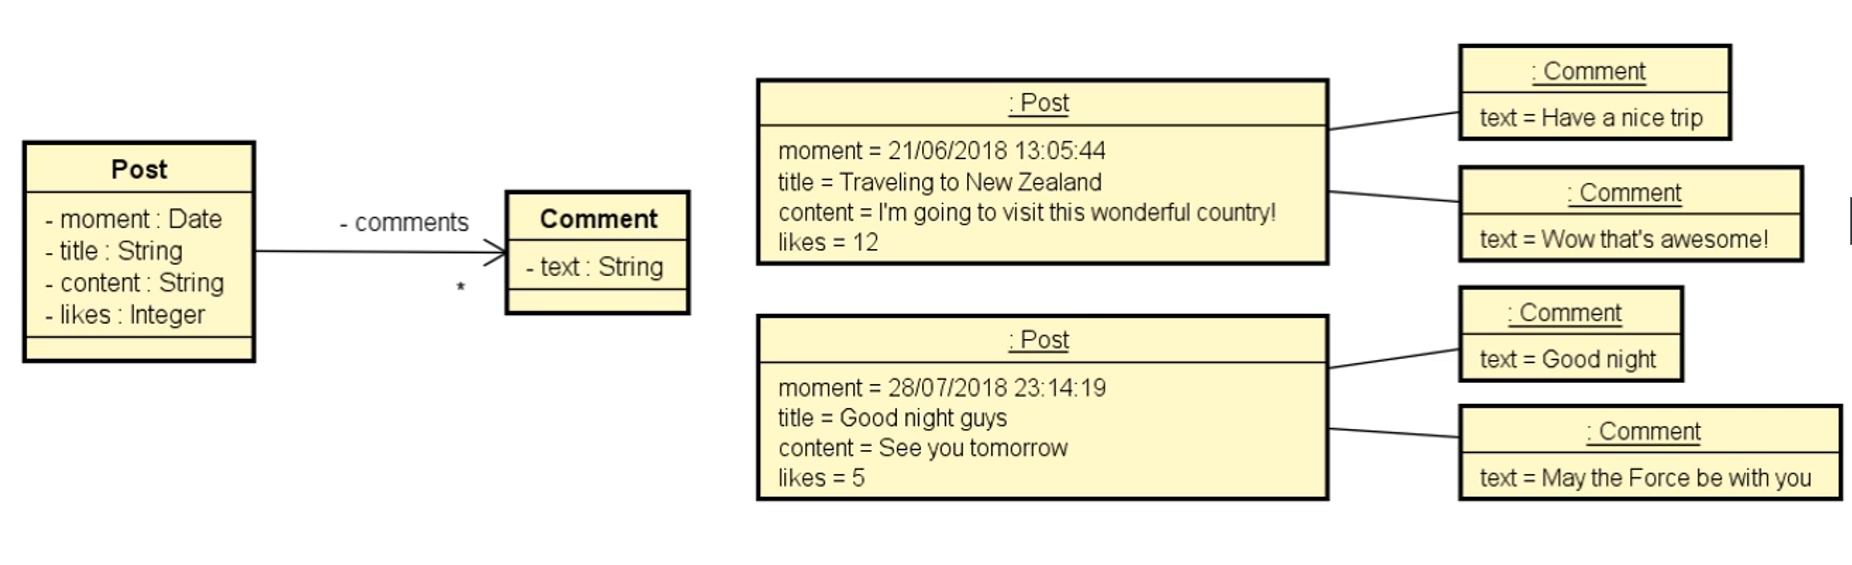 Post
- moment : Date
- title : String
- content : String
- likes : Integer
- comments
*
Comment
- text : String
: Post
moment = 21/06/2018 13:05:44
title = Traveling to New Zealand
content = I'm going to visit this wonderful country!
likes = 12
: Comment
text = Have a nice trip
: Comment
text = Wow that's awesome!
: Post
moment = 28/07/2018 23:14:19
title = Good night guys
content = See you tomorrow
likes = 5
: Comment
text = Good night
: Comment
text = May the Force be with you